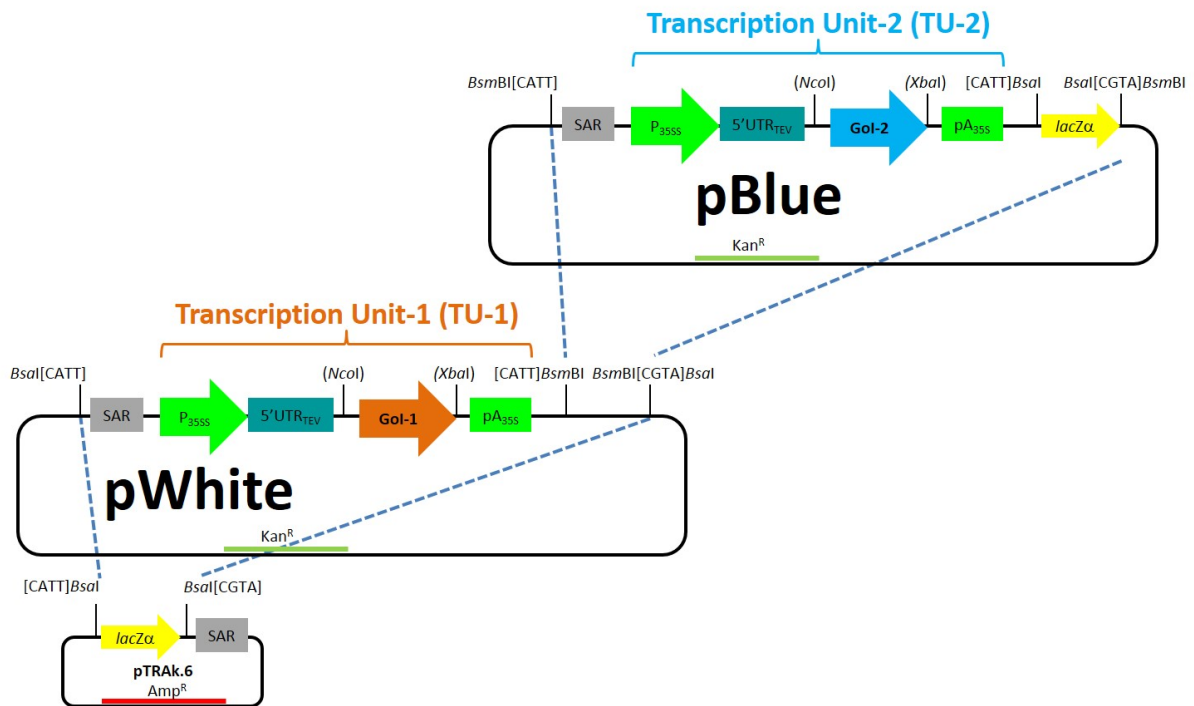 Transcription Unit-2 (TU-2)
BsmBI[CATT]
(NcoI)
(XbaI)
[CATT]BsaI
BsaI[CGTA]BsmBI
SAR
P35SS
5'UTRTEV
GoI-2
pA35S
lacZα
pBlue
KanR
Transcription Unit-1 (TU-1)
BsaI[CATT]
(NcoI)
(XbaI)
[CATT]BsmBI
BsmBI[CGTA]BsaI
SAR
P35SS
5'UTRTEV
GoI-1
pA35S
pWhite
KanR
[CATT]BsaI
BsaI[CGTA]
lacZα
SAR
pTRAk.6
AmpR